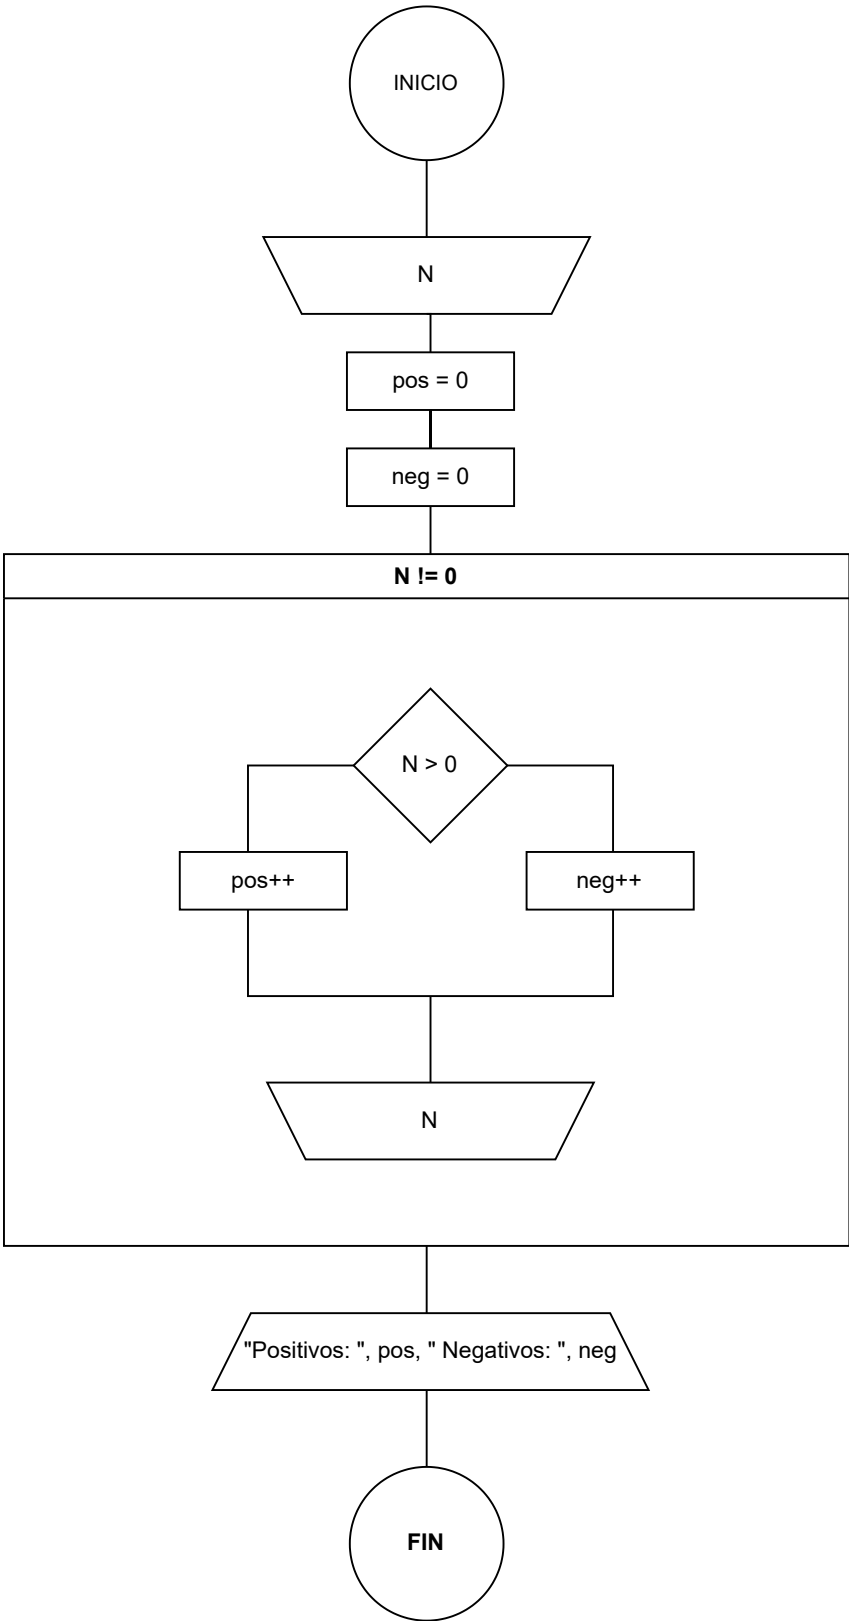 INICIO
N
pos = 0
neg = 0
N != 0
N > 0
pos++
neg++
N
"Positivos: ", pos, " Negativos: ", neg
FIN